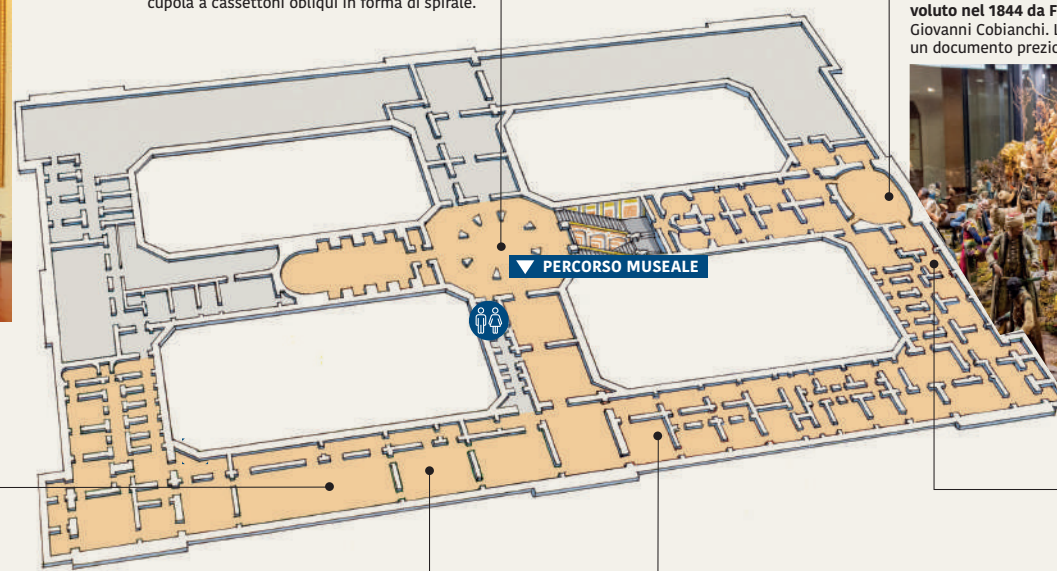 cupola a cassettoni obliqui in forma di spirale.
voluto nel 1844 da F
Giovanni Cobianchi. L
un documento prezio
PERCORSO MUSEALE